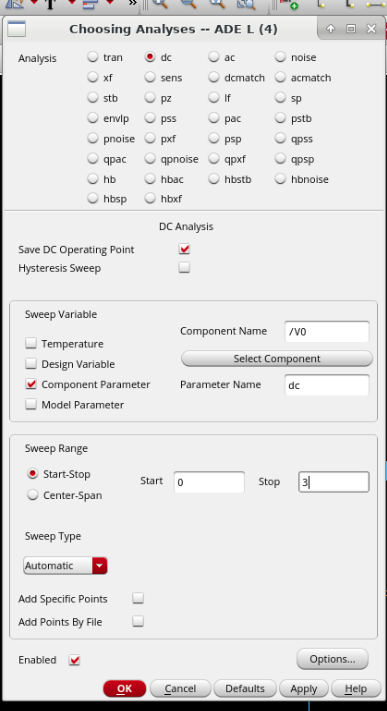 Choosing Analyses -- ADE L (4)
Analysis tran dc ac noise
xf sens dcmatch acmatch
stb pz lf sp
envlp pss pac pstb
pnoise pxf psp qpss
qpac qpnoise qpxf qpsp
hb hbac hbstb hbnoise
hbsp hbxf
DC Analysis
Save DC Operating Point
Hysteresis Sweep
Sweep Variable
Temperature
Design Variable
Component Parameter
Model Parameter
Component Name /V0
Select Component
Parameter Name dc
Sweep Range
Start-Stop
Center-Span
Start 0 Stop 3
Sweep Type
Automatic
Add Specific Points
Add Points By File
Enabled Options...
OK Cancel Defaults Apply Help